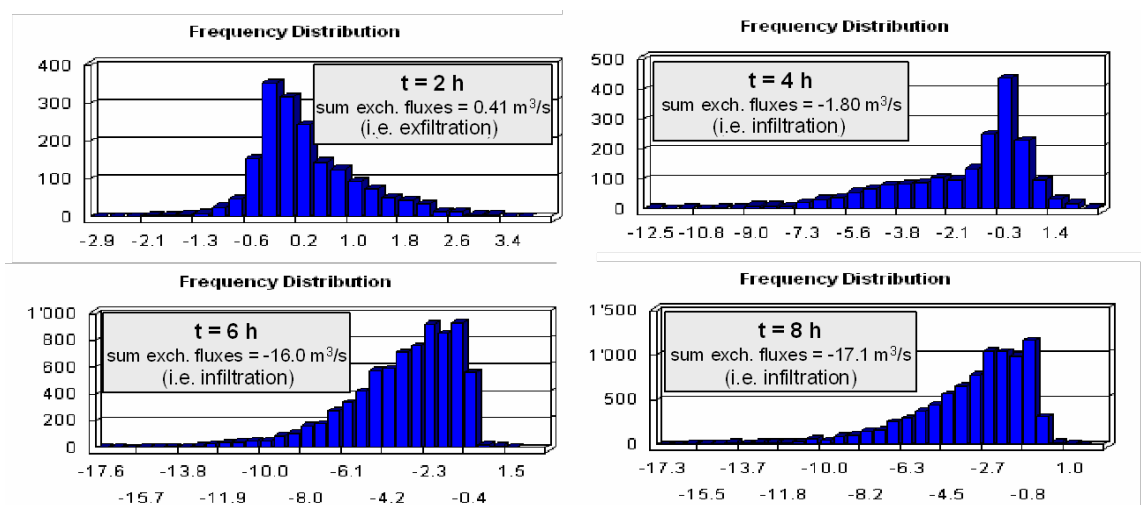 Frequency Distribution
400
300
200
100
0
t = 2 h
sum exch. fluxes = 0.41 m³/s
(i.e. exfiltration)
-2.9 -2.1 -1.3 -0.6 0.2 1.0 1.8 2.6 3.4
Frequency Distribution
500
400
300
200
100
0
t = 4 h
sum exch. fluxes = -1.80 m³/s
(i.e. infiltration)
-12.5 -10.8 -9.0 -7.3 -5.6 -3.8 -2.1 -0.3 1.4
Frequency Distribution
1'000
800
600
400
200
0
t = 6 h
sum exch. fluxes = -16.0 m³/s
(i.e. infiltration)
-17.6 -13.8 -10.0 -6.1 -2.3 1.5
-15.7 -11.9 -8.0 -4.2 -0.4
Frequency Distribution
1'500
1'000
500
0
t = 8 h
sum exch. fluxes = -17.1 m³/s
(i.e. infiltration)
-17.3 -13.7 -10.0 -6.3 -2.7 1.0
-15.5 -11.8 -8.2 -4.5 -0.8